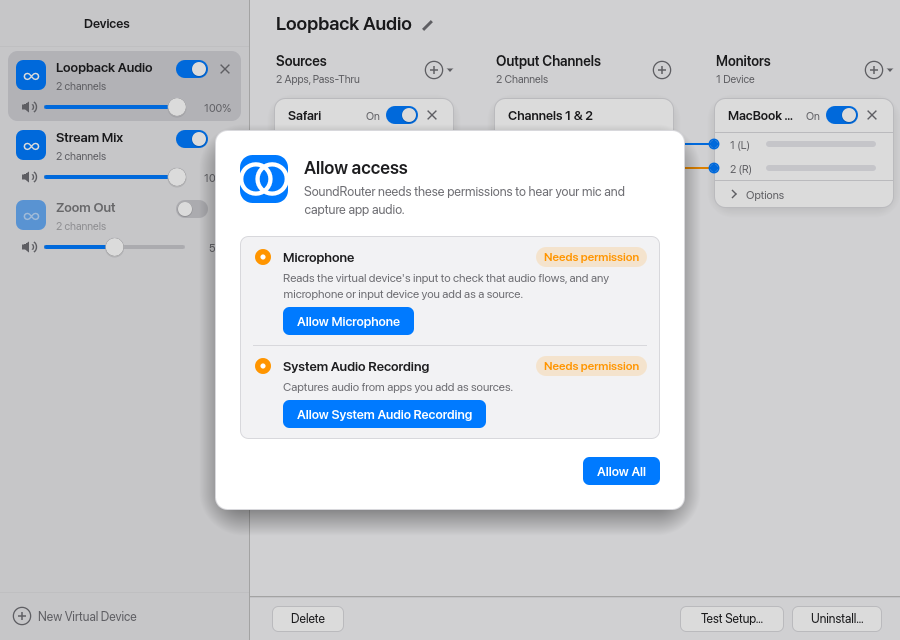 Devices
Loopback Audio
2 channels
100%
Stream Mix
2 channels
10
Zoom Out
2 channels
5
New Virtual Device
Loopback Audio
Sources
2 Apps, Pass-Thru
Output Channels
2 Channels
Monitors
1 Device
Safari
On
Channels 1 & 2
MacBook ...
On
1 (L)
2 (R)
Options
Allow access
SoundRouter needs these permissions to hear your mic and
capture app audio.
Microphone
Needs permission
Reads the virtual device's input to check that audio flows, and any
microphone or input device you add as a source.
Allow Microphone
System Audio Recording
Needs permission
Captures audio from apps you add as sources.
Allow System Audio Recording
Allow All
Delete
Test Setup...
Uninstall...